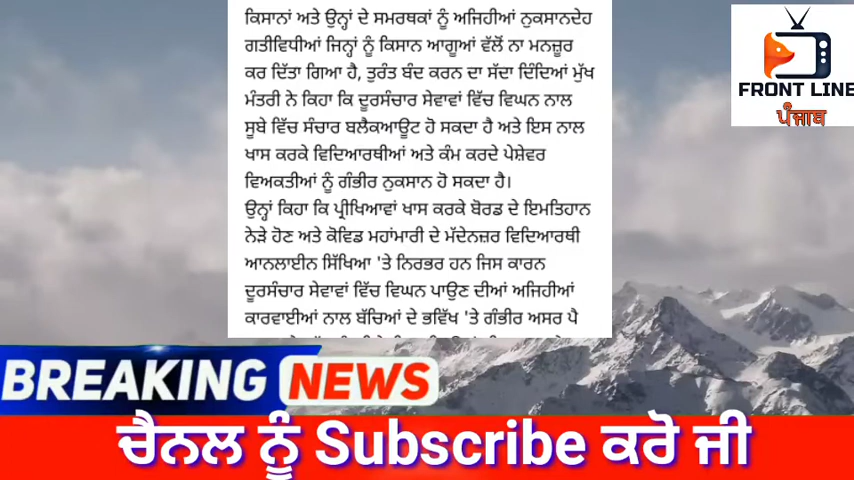 ਕਿਸਾਨਾਂ ਅਤੇ ਉਨ੍ਹਾਂ ਦੇ ਸਮਰਥਕਾਂ ਨੂੰ ਅਜਿਹੀਆਂ ਨੁਕਸਾਨਦੇਹ
ਗਤੀਵਿਧੀਆਂ ਜਿਨ੍ਹਾਂ ਨੂੰ ਕਿਸਾਨ ਆਗੂਆਂ ਵੱਲੋਂ ਨਾ ਮਨਜ਼ੂਰ
ਕਰ ਦਿੱਤਾ ਗਿਆ ਹੈ, ਤੁਰੰਤ ਬੰਦ ਕਰਨ ਦਾ ਸੱਦਾ ਦਿੰਦਿਆਂ ਮੁੱਖ
ਮੰਤਰੀ ਨੇ ਕਿਹਾ ਕਿ ਦੂਰਸੰਚਾਰ ਸੇਵਾਵਾਂ ਵਿੱਚ ਵਿਘਨ ਨਾਲ
ਸੂਬੇ ਵਿੱਚ ਸੰਚਾਰ ਬਲੈਕਆਊਟ ਹੋ ਸਕਦਾ ਹੈ ਅਤੇ ਇਸ ਨਾਲ
ਖਾਸ ਕਰਕੇ ਵਿਦਿਆਰਥੀਆਂ ਅਤੇ ਕੰਮ ਕਰਦੇ ਪੇਸ਼ੇਵਰ
ਵਿਅਕਤੀਆਂ ਨੂੰ ਗੰਭੀਰ ਨੁਕਸਾਨ ਹੋ ਸਕਦਾ ਹੈ।
ਉਨ੍ਹਾਂ ਕਿਹਾ ਕਿ ਪ੍ਰੀਖਿਆਵਾਂ ਖਾਸ ਕਰਕੇ ਬੋਰਡ ਦੇ ਇਮਤਿਹਾਨ
ਨੇੜੇ ਹੋਣ ਅਤੇ ਕੋਵਿਡ ਮਹਾਂਮਾਰੀ ਦੇ ਮੱਦੇਨਜ਼ਰ ਵਿਦਿਆਰਥੀ
ਆਨਲਾਈਨ ਸਿੱਖਿਆ 'ਤੇ ਨਿਰਭਰ ਹਨ ਜਿਸ ਕਾਰਨ
ਦੂਰਸੰਚਾਰ ਸੇਵਾਵਾਂ ਵਿੱਚ ਵਿਘਨ ਪਾਉਣ ਦੀਆਂ ਅਜਿਹੀਆਂ
ਕਾਰਵਾਈਆਂ ਨਾਲ ਬੱਚਿਆਂ ਦੇ ਭਵਿੱਖ 'ਤੇ ਗੰਭੀਰ ਅਸਰ ਪੈ
FRONT LINE
ਪੰਜਾਬ
BREAKING NEWS
ਚੈਨਲ ਨੂੰ Subscribe ਕਰੋ ਜੀ